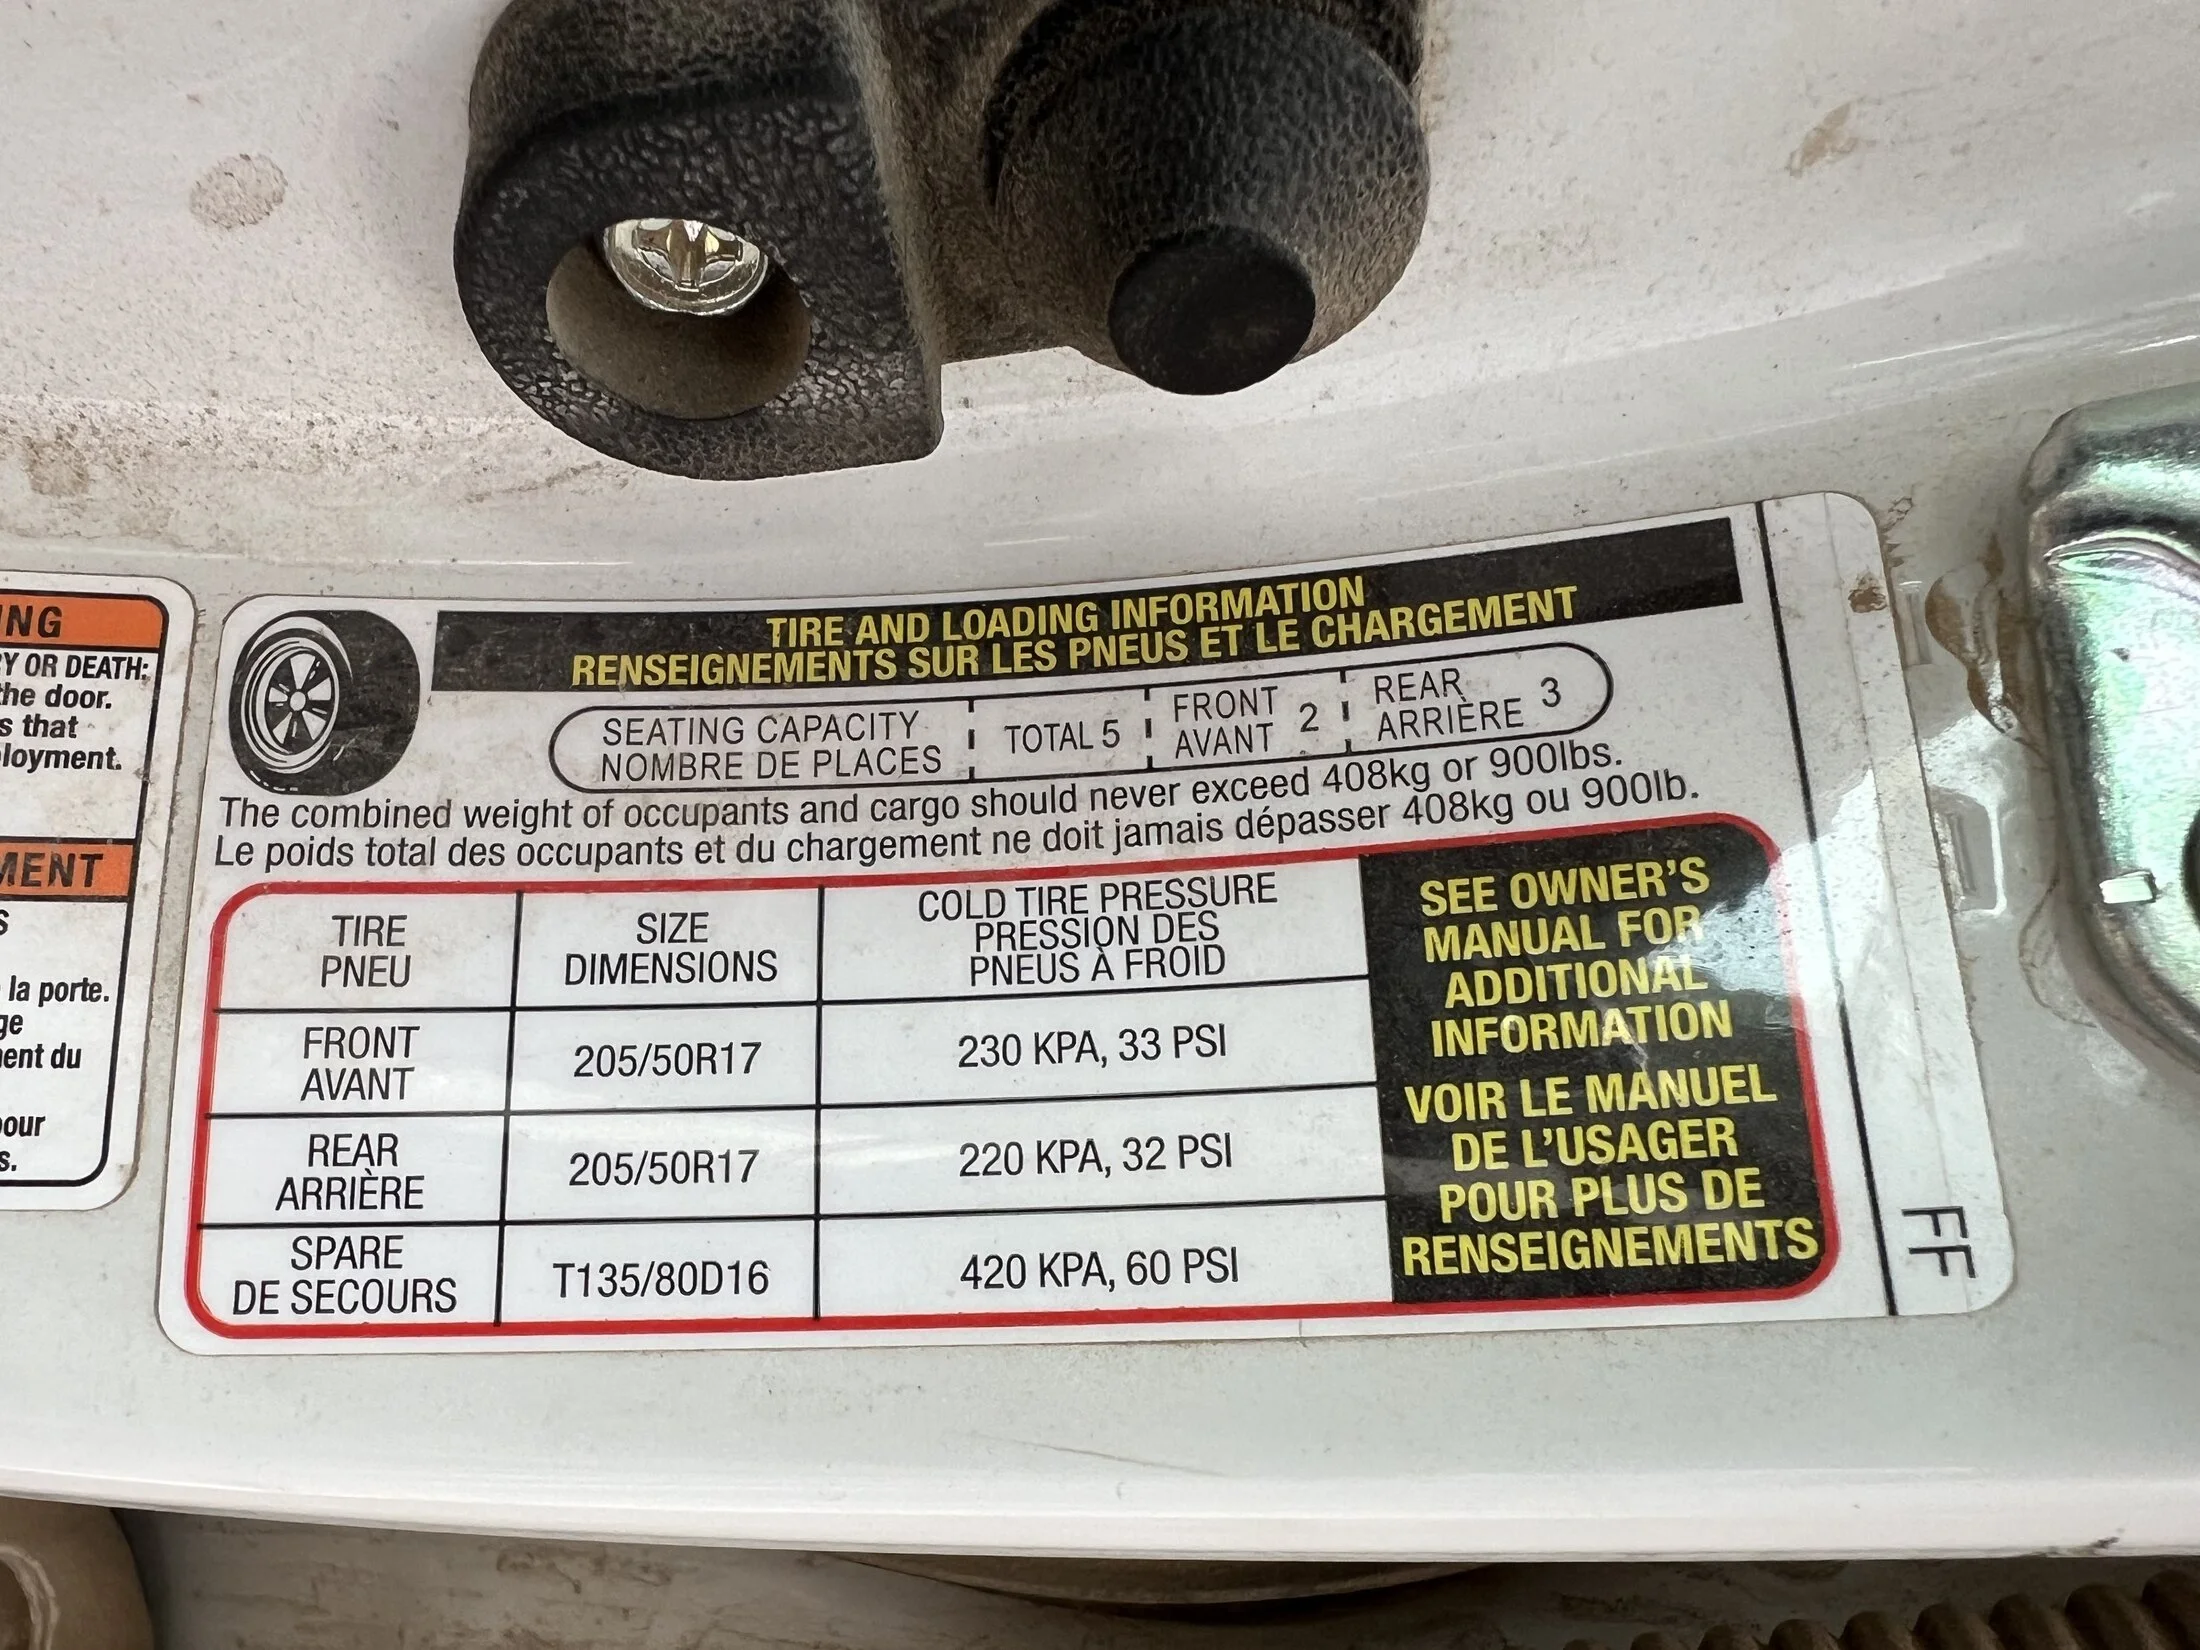 NG
Y OR DEATH:
the door.
s that
loyment.
MENT
S
la porte.
ge
ent du
our
s.
TIRE AND LOADING INFORMATION
RENSEIGNEMENTS SUR LES PNEUS ET LE CHARGEMENT
SEATING CAPACITY
NOMBRE DE PLACES
TOTAL 5
FRONT
AVANT 2
REAR
ARRIÈRE 3
The combined weight of occupants and cargo should never exceed 408kg or 900lbs.
Le poids total des occupants et du chargement ne doit jamais dépasser 408kg ou 900lb.
TIRE
PNEU
SIZE
DIMENSIONS
COLD TIRE PRESSURE
PRESSION DES
PNEUS À FROID
FRONT
AVANT
205/50R17
230 KPA, 33 PSI
REAR
ARRIÈRE
205/50R17
220 KPA, 32 PSI
SPARE
DE SECOURS
T135/80D16
420 KPA, 60 PSI
SEE OWNER'S
MANUAL FOR
ADDITIONAL
INFORMATION
VOIR LE MANUEL
DE L'USAGER
POUR PLUS DE
RENSEIGNEMENTS
FF